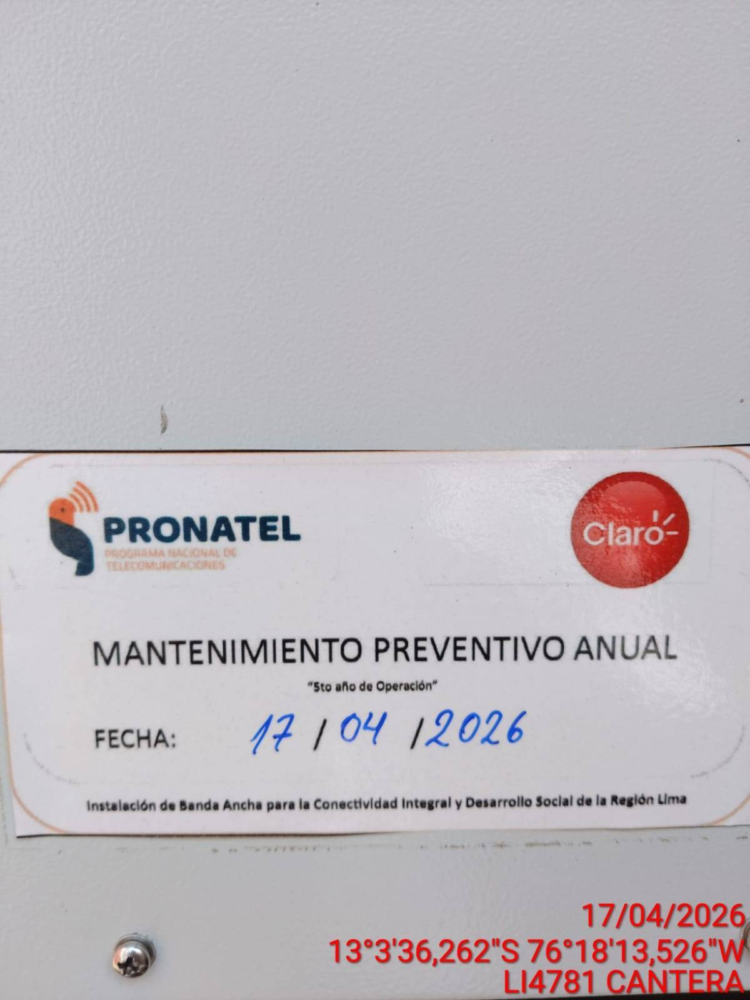 PRONATEL
PROGRAMA NACIONAL DE
TELECOMUNICACIONES
Claro
MANTENIMIENTO PREVENTIVO ANUAL
"5to año de Operación"
FECHA: 17 / 04 / 2026
Instalación de Banda Ancha para la Conectividad Integral y Desarrollo Social de la Región Lima
17/04/2026
13°3'36,262"S 76°18'13,526"W
LI4781 CANTERA